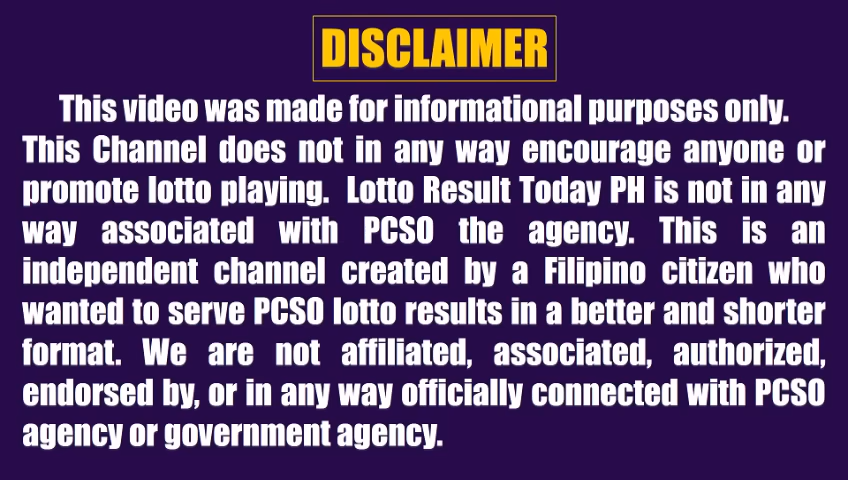 DISCLAIMER
This video was made for informational purposes only.
This Channel does not in any way encourage anyone or
promote lotto playing.  Lotto Result Today PH is not in any
way associated with PCSO the agency. This is an
independent channel created by a Filipino citizen who
wanted to serve PCSO lotto results in a better and shorter
format. We are not affiliated, associated, authorized,
endorsed by, or in any way officially connected with PCSO
agency or government agency.